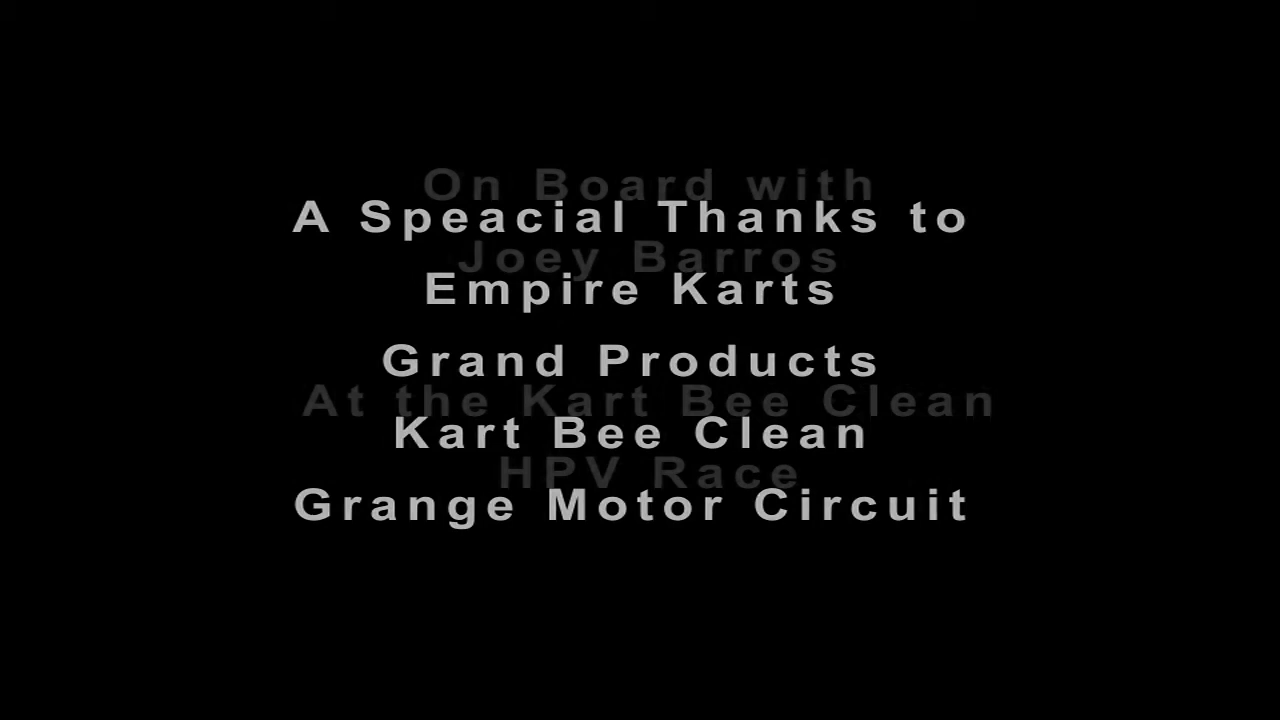 On Board with
A Speacial Thanks to
Joey Barros
Empire Karts
Grand Products
At the Kart Bee Clean
Kart Bee Clean
HPV Race
Grange Motor Circuit